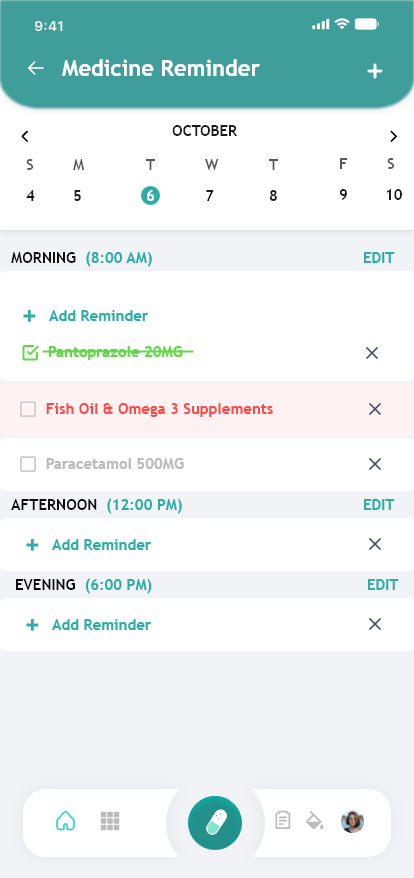 9:41
Medicine Reminder
OCTOBER
S M T W T F S
4 5 6 7 8 9 10
MORNING (8:00 AM) EDIT
Add Reminder
Pantoprazole 20MG
Fish Oil & Omega 3 Supplements
Paracetamol 500MG
AFTERNOON (12:00 PM) EDIT
Add Reminder
EVENING (6:00 PM) EDIT
Add Reminder